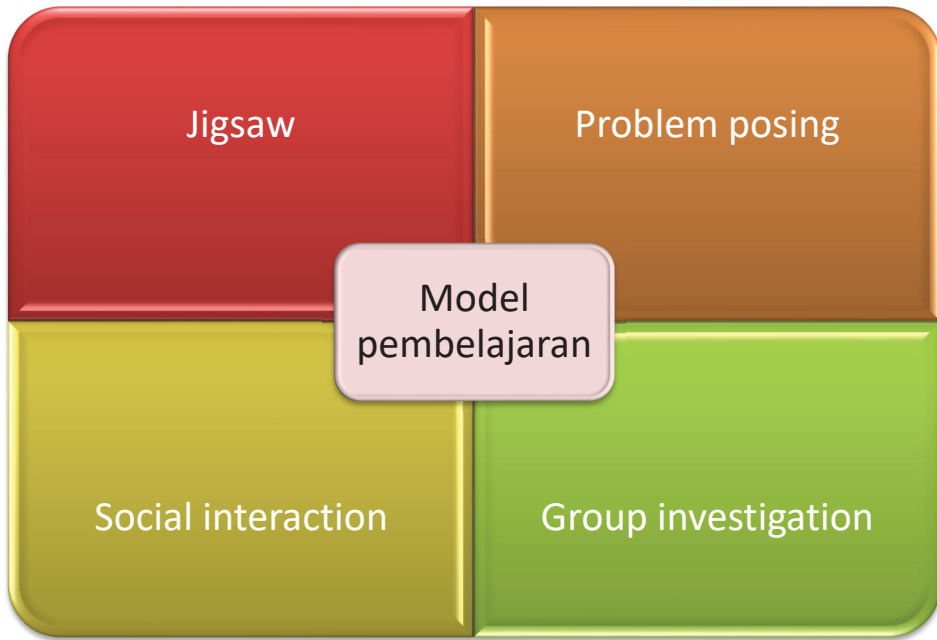 Jigsaw
Problem posing
Model
pembelajaran
Social interaction
Group investigation